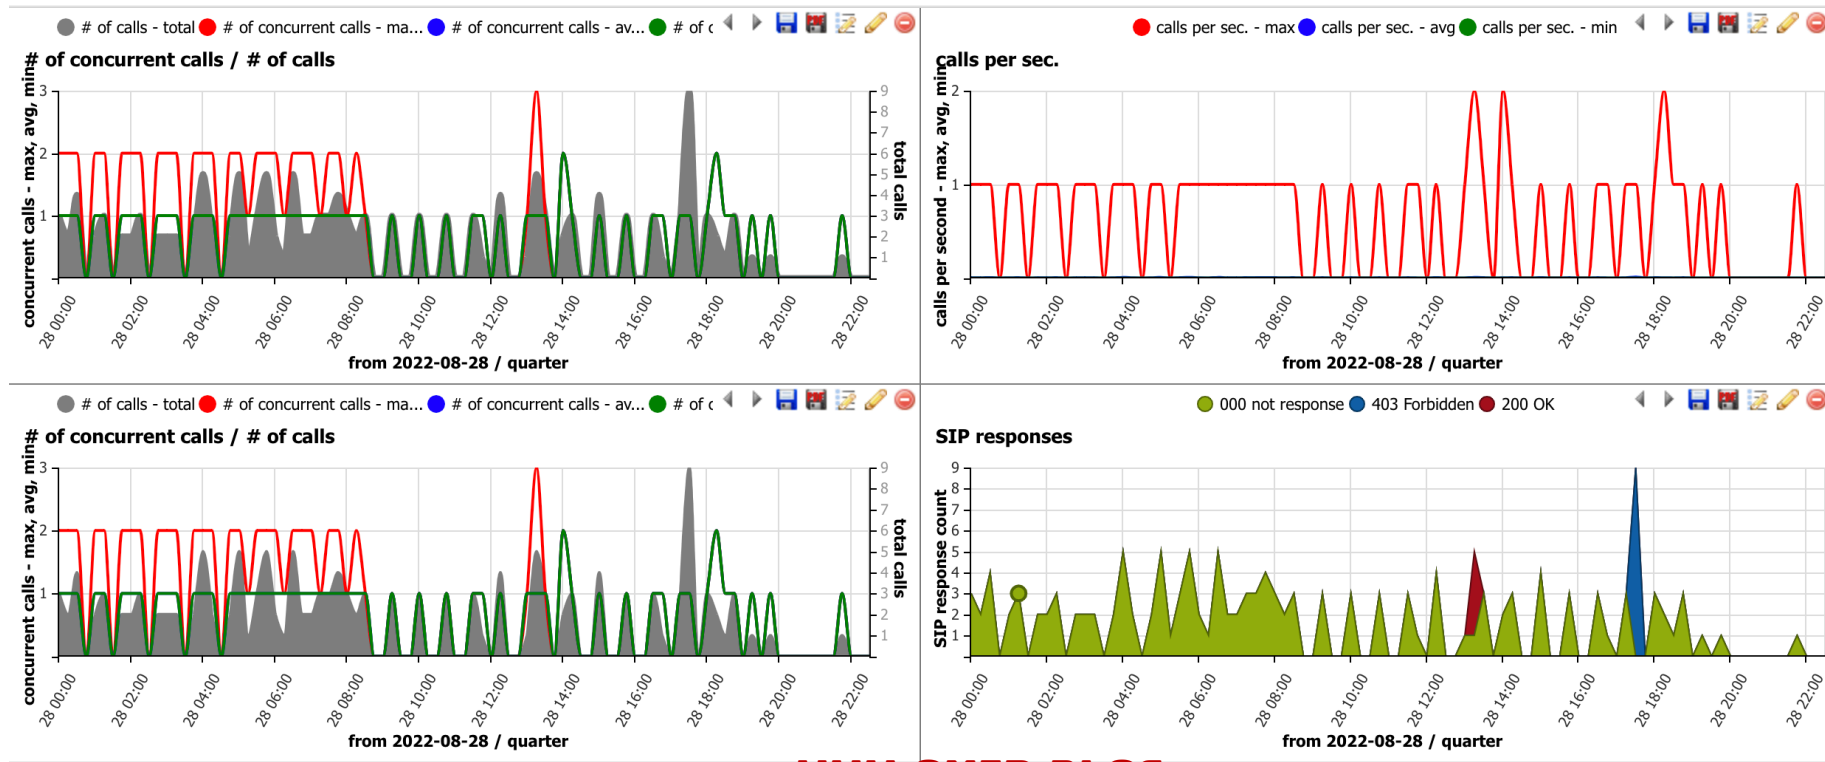 # of calls - total # of concurrent calls - ma... # of concurrent calls - av... # of c
# of concurrent calls / # of calls
concurrent calls - max, avg, min
3
2
1
9
8
7
6
5
4
3
2
1
total calls
28 00:00 28 02:00 28 04:00 28 06:00 28 08:00 28 10:00 28 12:00 28 14:00 28 16:00 28 18:00 28 20:00 28 22:00
from 2022-08-28 / quarter
calls per sec. - max calls per sec. - avg calls per sec. - min
calls per sec.
calls per second - max, avg, min
2
1
28 00:00 28 02:00 28 04:00 28 06:00 28 08:00 28 10:00 28 12:00 28 14:00 28 16:00 28 18:00 28 20:00 28 22:00
from 2022-08-28 / quarter
# of calls - total # of concurrent calls - ma... # of concurrent calls - av... # of c
# of concurrent calls / # of calls
concurrent calls - max, avg, min
3
2
1
9
8
7
6
5
4
3
2
1
total calls
28 00:00 28 02:00 28 04:00 28 06:00 28 08:00 28 10:00 28 12:00 28 14:00 28 16:00 28 18:00 28 20:00 28 22:00
from 2022-08-28 / quarter
000 not response 403 Forbidden 200 OK
SIP responses
SIP response count
9
8
7
6
5
4
3
2
1
28 00:00 28 02:00 28 04:00 28 06:00 28 08:00 28 10:00 28 12:00 28 14:00 28 16:00 28 18:00 28 20:00 28 22:00
from 2022-08-28 / quarter